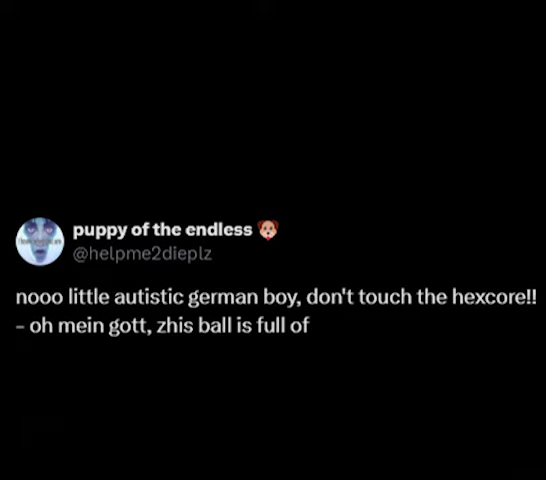 puppy of the endless 🐶
@helpme2dieplz
nooo little autistic german boy, don't touch the hexcore!!
- oh mein gott, zhis ball is full of